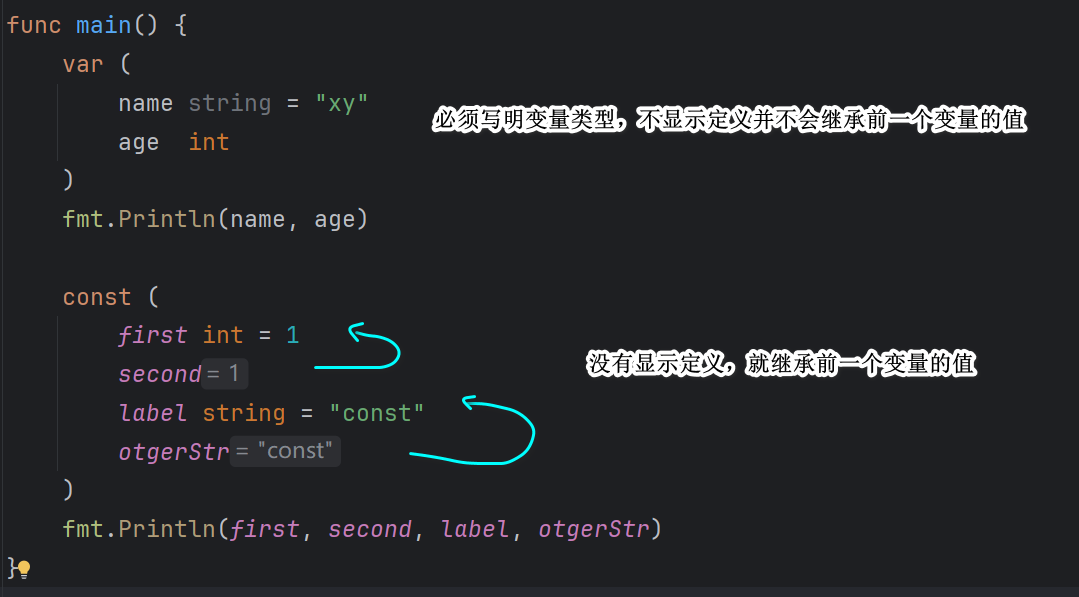 func main() {
var (
name string = "xy"
必须写明变量类型，不显示定义并不会继承前一个变量的值
age int
)
fmt.Println(name, age)
const (
first int = 1
second = 1
没有显示定义，就继承前一个变量的值
label string = "const"
otgerStr = "const"
)
fmt.Println(first, second, label, otgerStr)
}